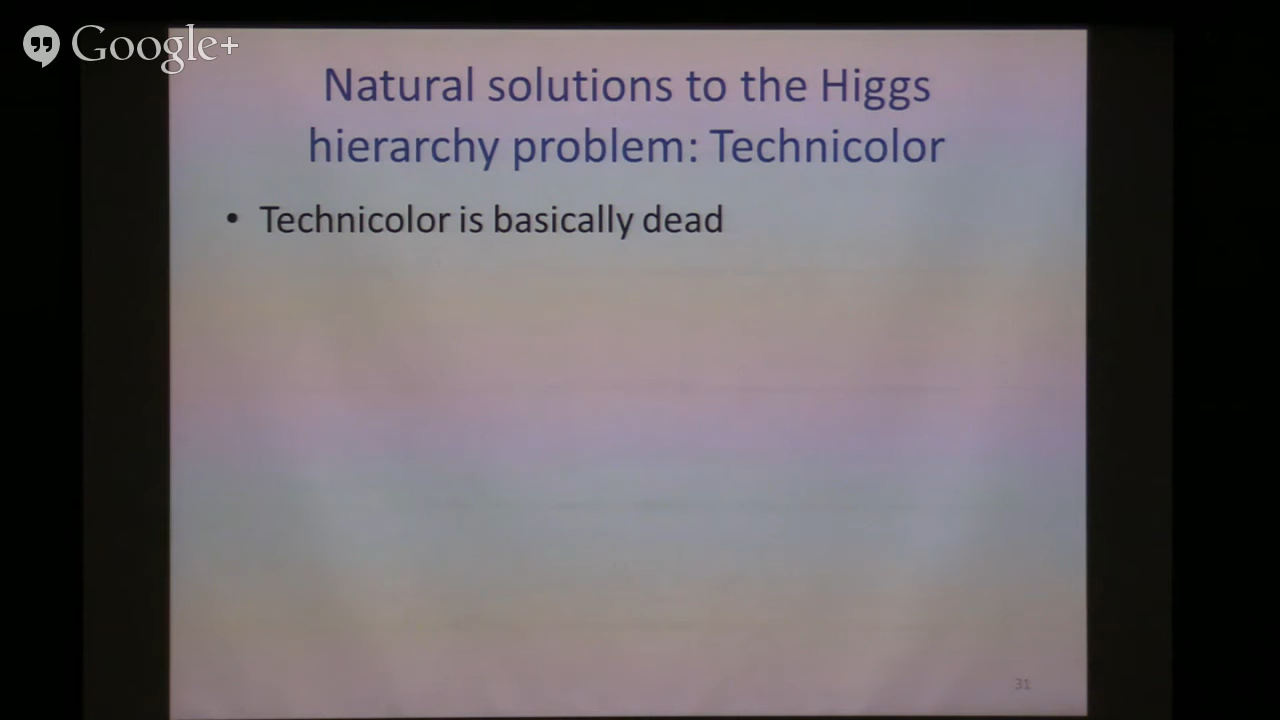 Google+
Natural solutions to the Higgs
hierarchy problem: Technicolor
• Technicolor is basically dead
31